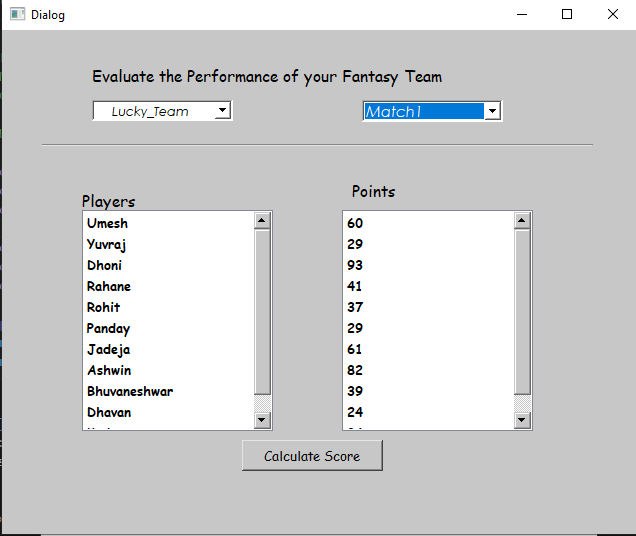 Dialog
Evaluate the Performance of your Fantasy Team
Lucky_Team
Match1
Players
Points
Umesh 60
Yuvraj 29
Dhoni 93
Rahane 41
Rohit 37
Panday 29
Jadeja 61
Ashwin 82
Bhuvaneshwar 39
Dhavan 24
Calculate Score